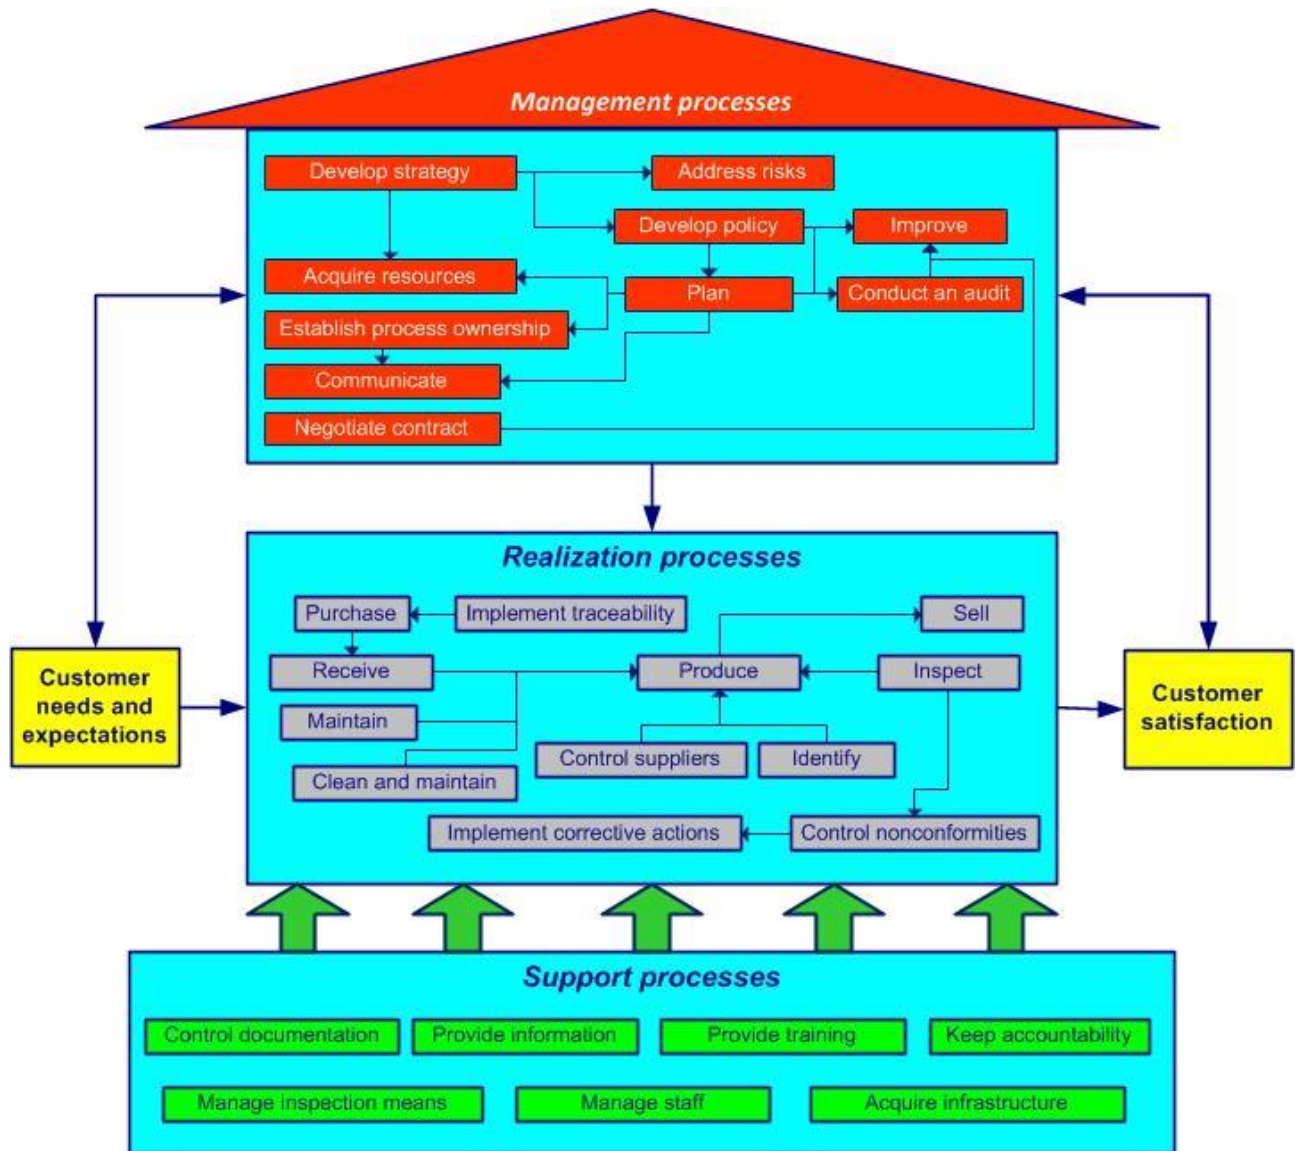 Management processes
Develop strategy
Address risks
Develop policy
Improve
Acquire resources
Plan
Conduct an audit
Establish process ownership
Communicate
Negotiate contract
Realization processes
Purchase
Implement traceability
Sell
Customer
needs and
expectations
Receive
Produce
Inspect
Customer
satisfaction
Maintain
Clean and maintain
Control suppliers
Identify
Implement corrective actions
Control nonconformities
Support processes
Control documentation
Provide information
Provide training
Keep accountability
Manage inspection means
Manage staff
Acquire infrastructure